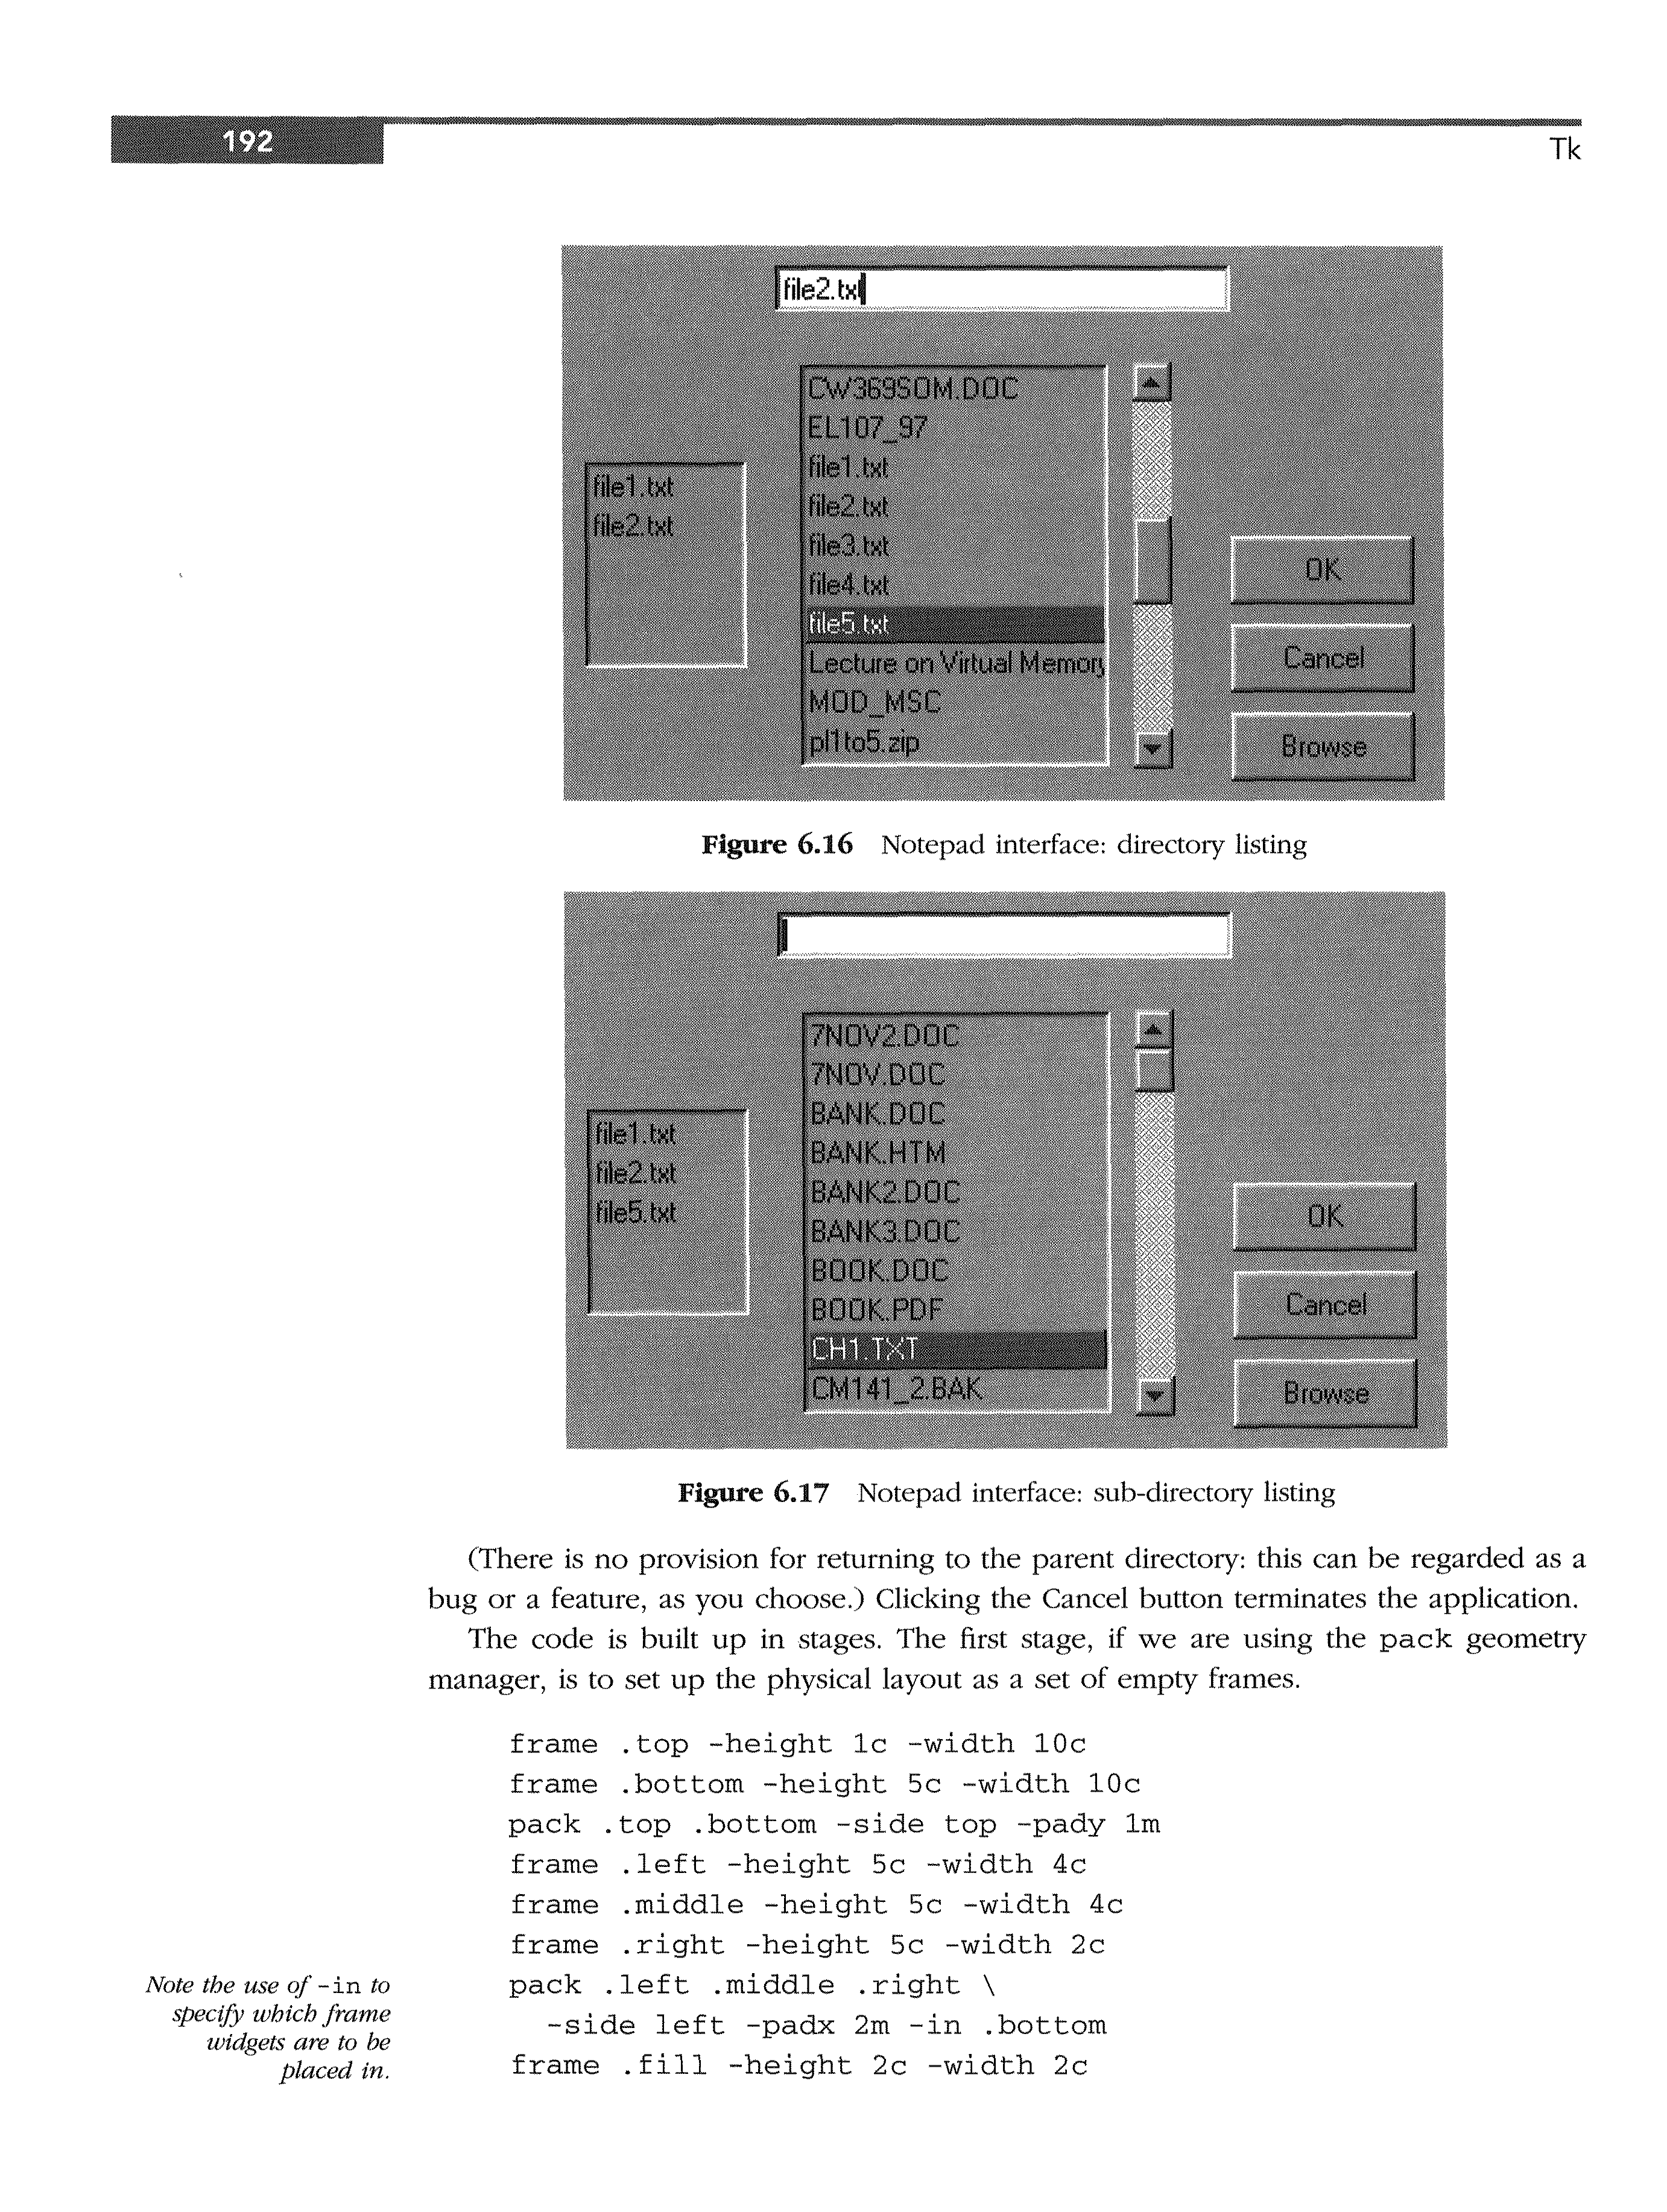 192
Tk
file2.txt
CW369SOM.DOC
EL107_97
file1.txt
file2.txt
file3.txt
file4.txt
file5.txt
Lecture on Virtual Memory
MOD_MSC
pl1to5.zip
file1.txt
file2.txt
OK
Cancel
Browse
Figure 6.16 Notepad interface: directory listing
7NOV2.DOC
7NOV.DOC
BANK.DOC
BANK.HTM
BANK2.DOC
BANK3.DOC
BOOK.DOC
BOOK.PDF
CH1.TXT
CM141_2.BAK
file1.txt
file2.txt
file5.txt
OK
Cancel
Browse
Figure 6.17 Notepad interface: sub-directory listing
(There is no provision for returning to the parent directory: this can be regarded as a
bug or a feature, as you choose.) Clicking the Cancel button terminates the application.
The code is built up in stages. The first stage, if we are using the pack geometry
manager, is to set up the physical layout as a set of empty frames.
frame .top -height 1c -width 10c
frame .bottom -height 5c -width 10c
pack .top .bottom -side top -pady 1m
frame .left -height 5c -width 4c
frame .middle -height 5c -width 4c
frame .right -height 5c -width 2c
pack .left .middle .right \
-side left -padx 2m -in .bottom
frame .fill -height 2c -width 2c
Note the use of -in to
specify which frame
widgets are to be
placed in.